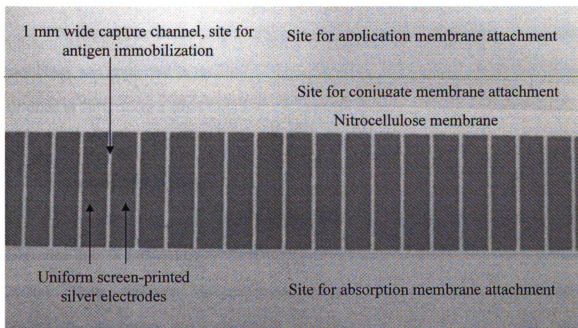 1 mm wide capture channel, site for
antigen immobilization
Site for application membrane attachment
Site for conjugate membrane attachment
Nitrocellulose membrane
Uniform screen-printed
silver electrodes
Site for absorption membrane attachment